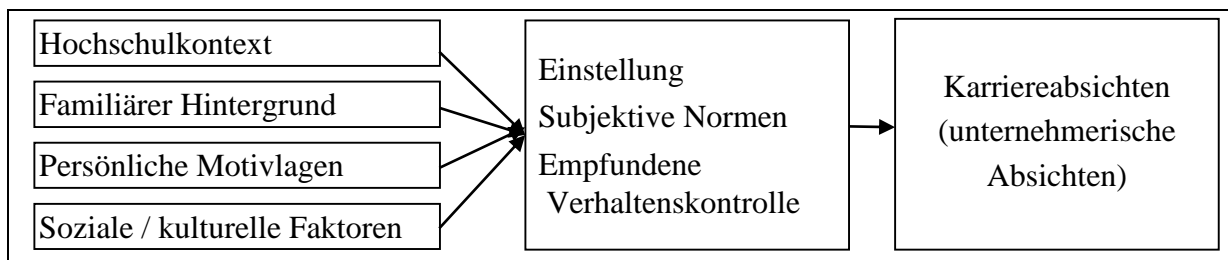 Hochschulkontext
Familiärer Hintergrund
Persönliche Motivlagen
Soziale / kulturelle Faktoren
Einstellung
Subjektive Normen
Empfundene
Verhaltenskontrolle
Karriereabsichten
(unternehmerische
Absichten)